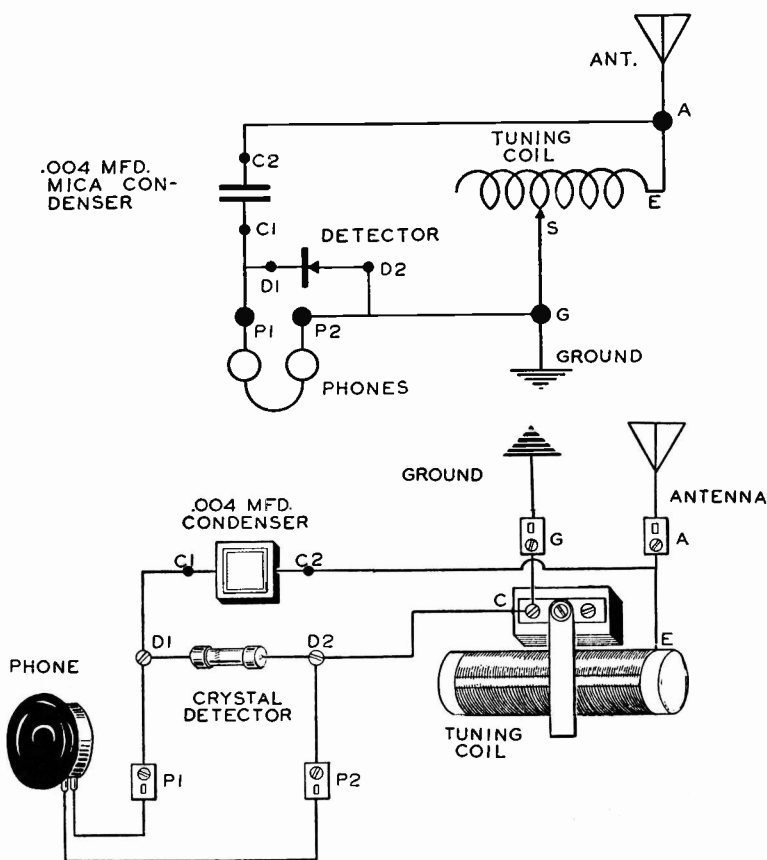 ANT.
A
TUNING
COIL
.004 MFD.
MICA CON-
DENSER
C2
E
C1
S
DETECTOR
D1
D2
P1
P2
G
GROUND
PHONES
GROUND
ANTENNA
.004 MFD.
CONDENSER
G
A
C1
C2
C
D1
D2
E
PHONE
CRYSTAL
DETECTOR
TUNING
COIL
P1
P2